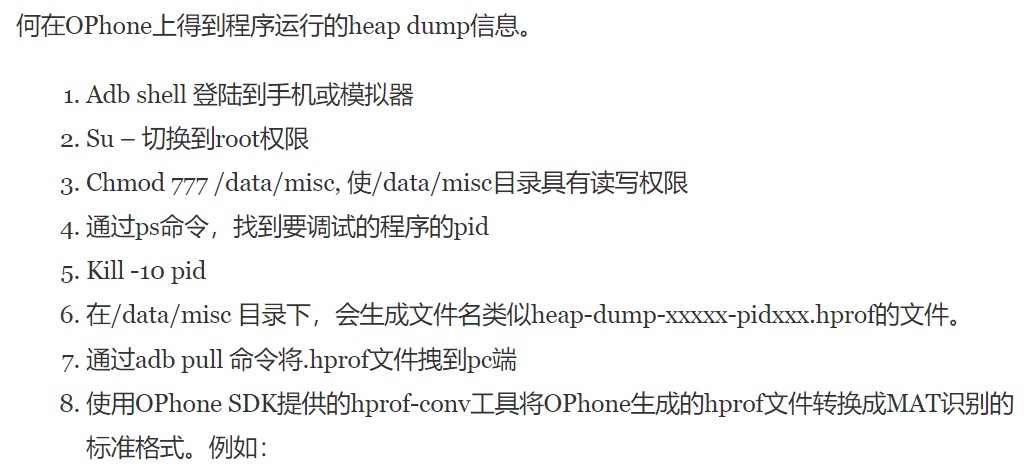 何在OPhone上得到程序运行的heap dump信息。
1. Adb shell 登陆到手机或模拟器
2. Su – 切换到root权限
3. Chmod 777 /data/misc, 使/data/misc目录具有读写权限
4. 通过ps命令，找到要调试的程序的pid
5. Kill -10 pid
6. 在/data/misc 目录下，会生成文件名类似heap-dump-xxxxx-pidxxx.hprof的文件。
7. 通过adb pull 命令将.hprof文件拽到pc端
8. 使用OPhone SDK提供的hprof-conv工具将OPhone生成的hprof文件转换成MAT识别的
标准格式。例如：